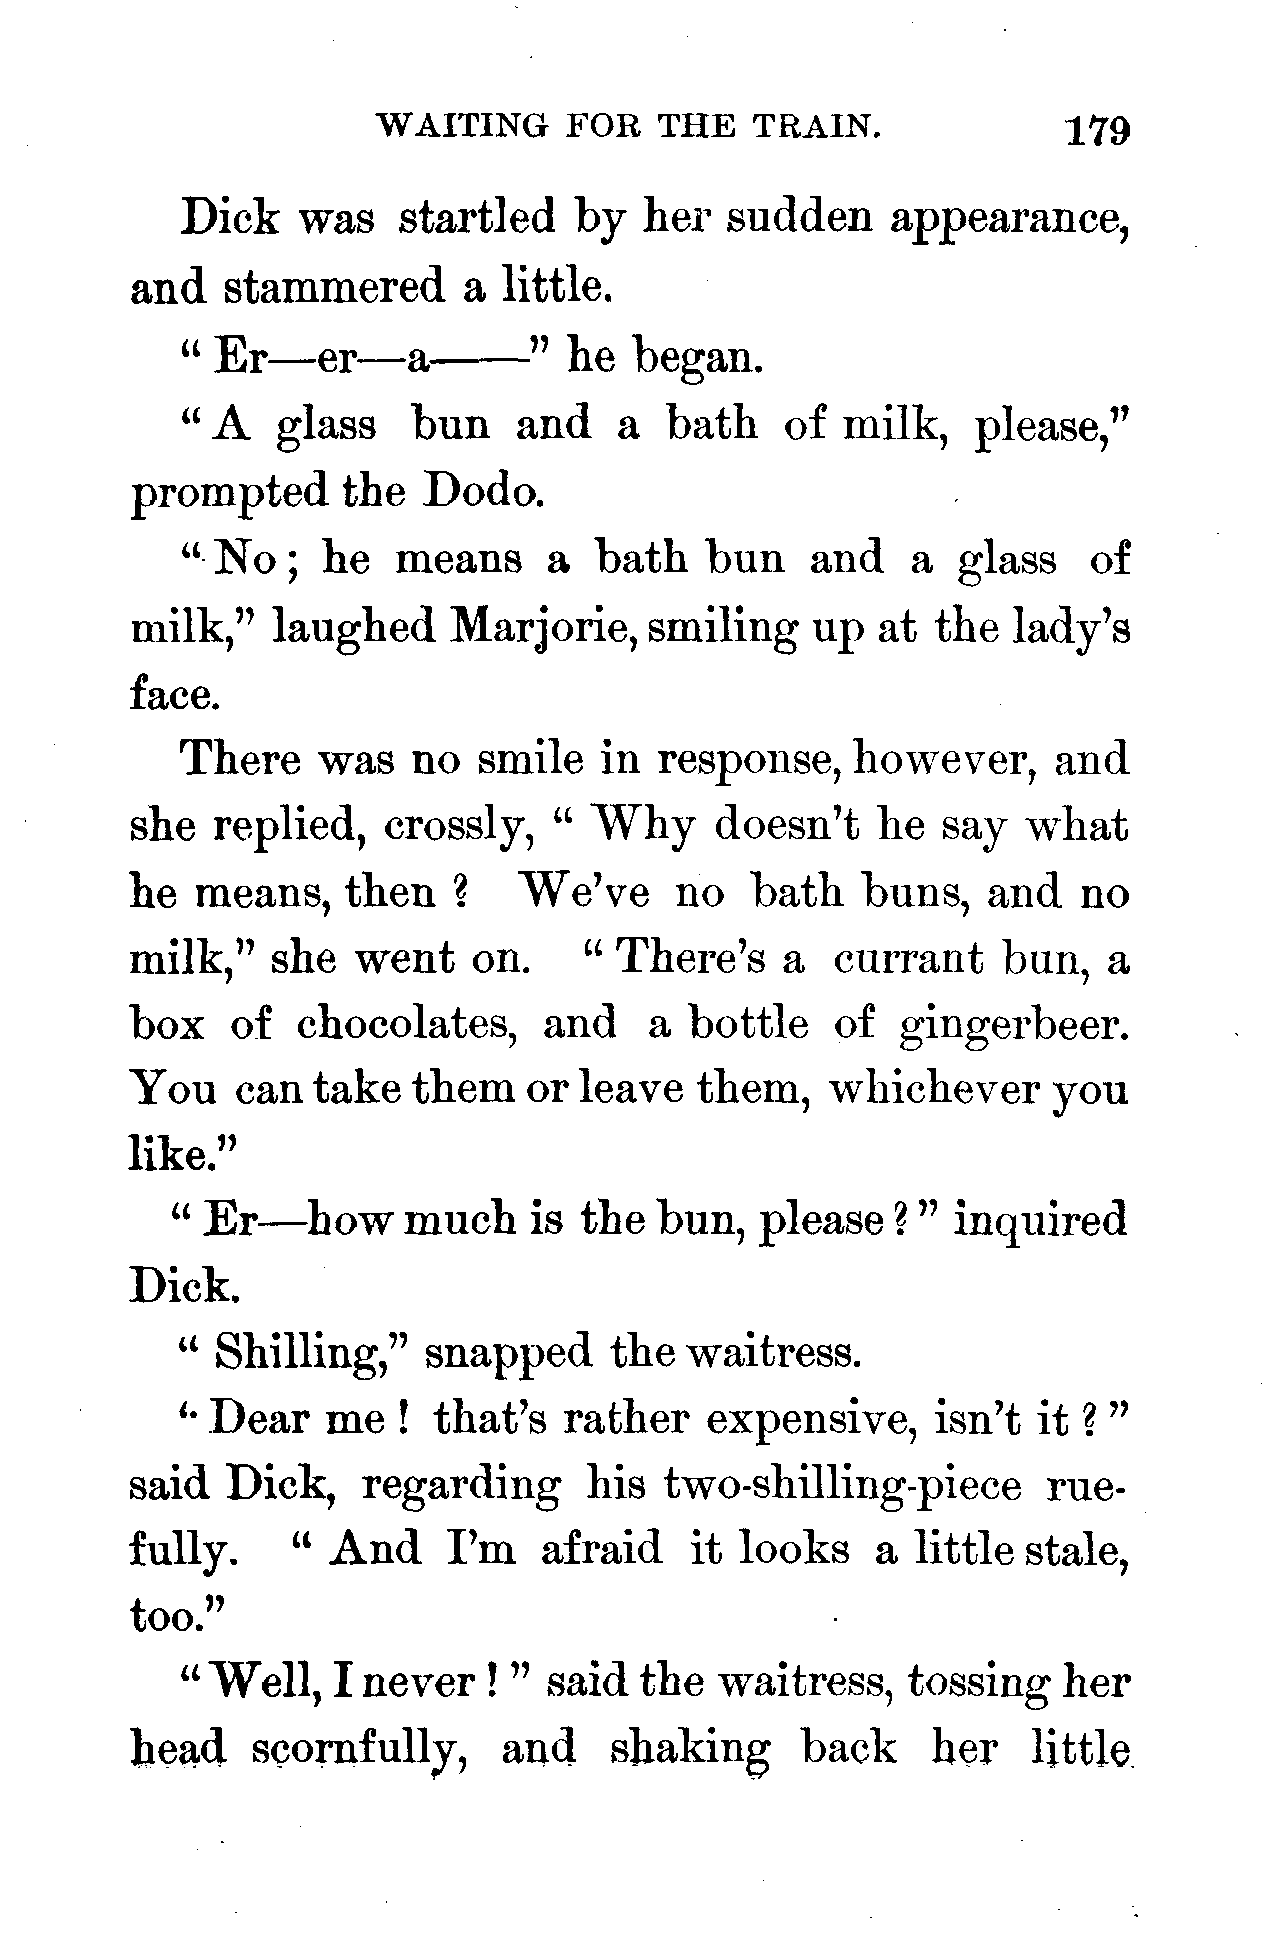 WAITING FOR THE TRAIN. 179
Dick was startled by her sudden appearance,
and stammered a little.
“ Er—er—a——” he began.
“ A glass bun and a bath of milk, please,”
prompted the Dodo.
“ No ; he means a bath bun and a glass of
milk,” laughed Marjorie, smiling up at the lady’s
face.
There was no smile in response, however, and
she replied, crossly, “ Why doesn’t he say what
he means, then ? We’ve no bath buns, and no
milk,” she went on. “ There’s a currant bun, a
box of chocolates, and a bottle of gingerbeer.
You can take them or leave them, whichever you
like.”
“ Er—how much is the bun, please ? ” inquired
Dick.
“ Shilling,” snapped the waitress.
“ Dear me ! that’s rather expensive, isn’t it ? ”
said Dick, regarding his two-shilling-piece rue-
fully. “ And I’m afraid it looks a little stale,
too.”
“ Well, I never ! ” said the waitress, tossing her
head scornfully, and shaking back her little